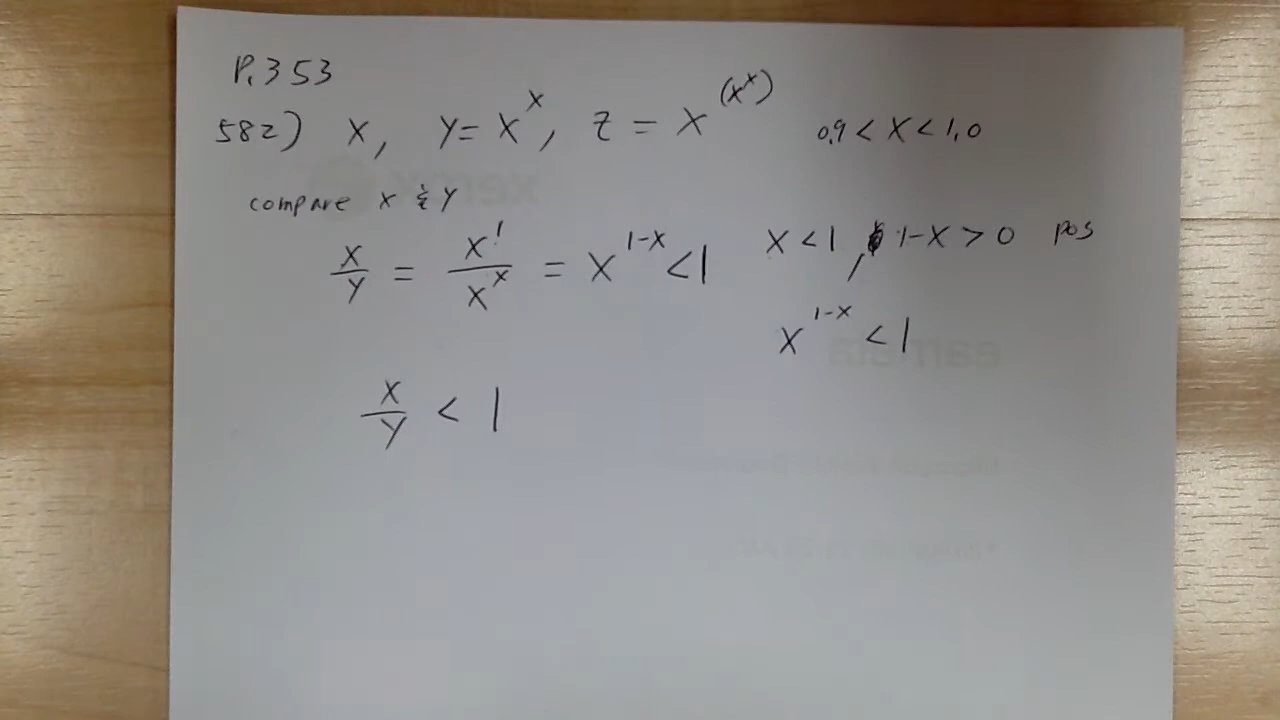 P.353
582) x, y = x^x, z = x^(x^x) 0.9 < x < 1.0
compare x & y
x/y = x^1/x^x = x^(1-x) < 1 x < 1, 1-x > 0 pos
x^(1-x) < 1
x/y < 1